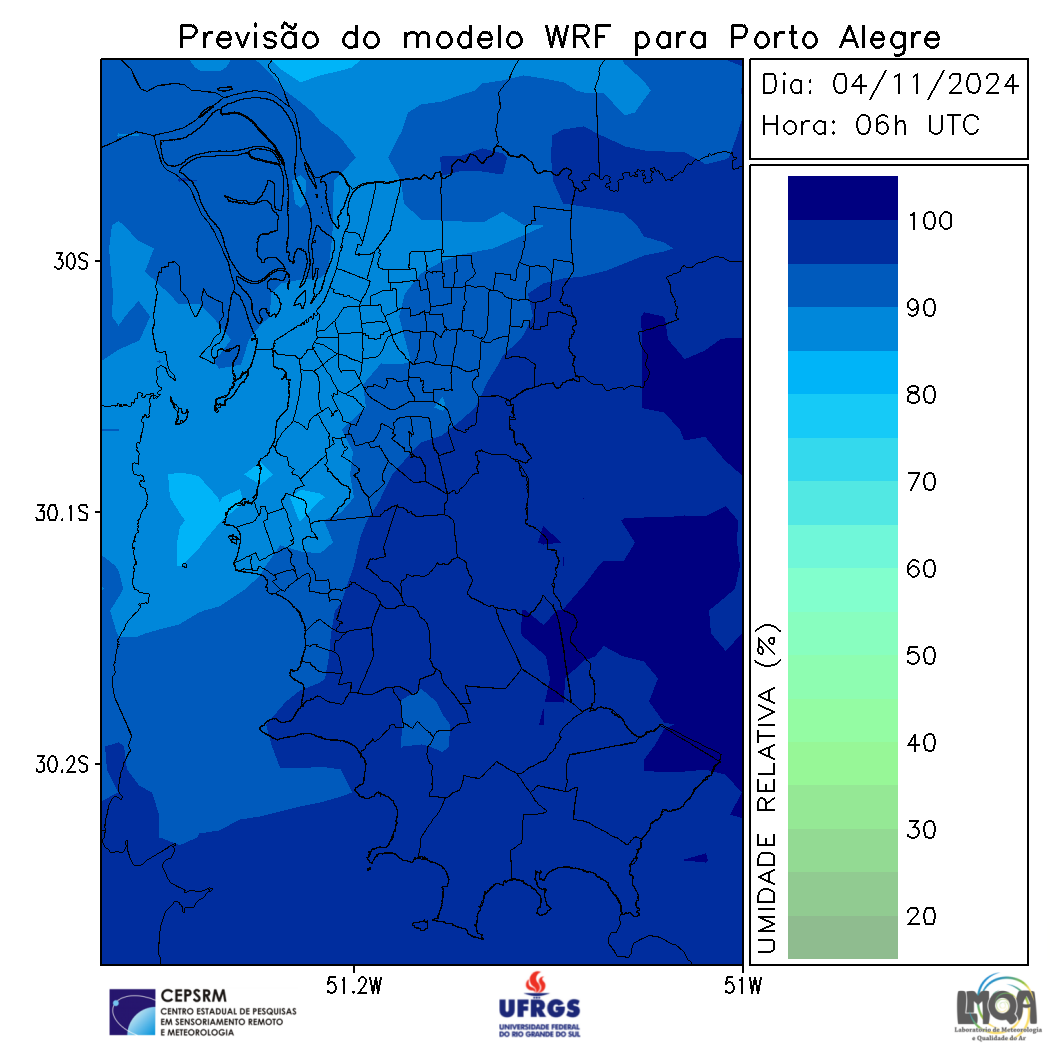 Previsão do modelo WRF para Porto Alegre
Dia: 04/11/2024
Hora: 06h UTC
30S
30.1S
30.2S
51.2W
51W
UMIDADE RELATIVA (%)
100
90
80
70
60
50
40
30
20
CEPSRM
CENTRO ESTADUAL DE PESQUISAS
EM SENSORIAMENTO REMOTO
E METEOROLOGIA
UFRGS
UNIVERSIDADE FEDERAL
DO RIO GRANDE DO SUL
LMQA
Laboratório de Meteorologia
e Qualidade do Ar